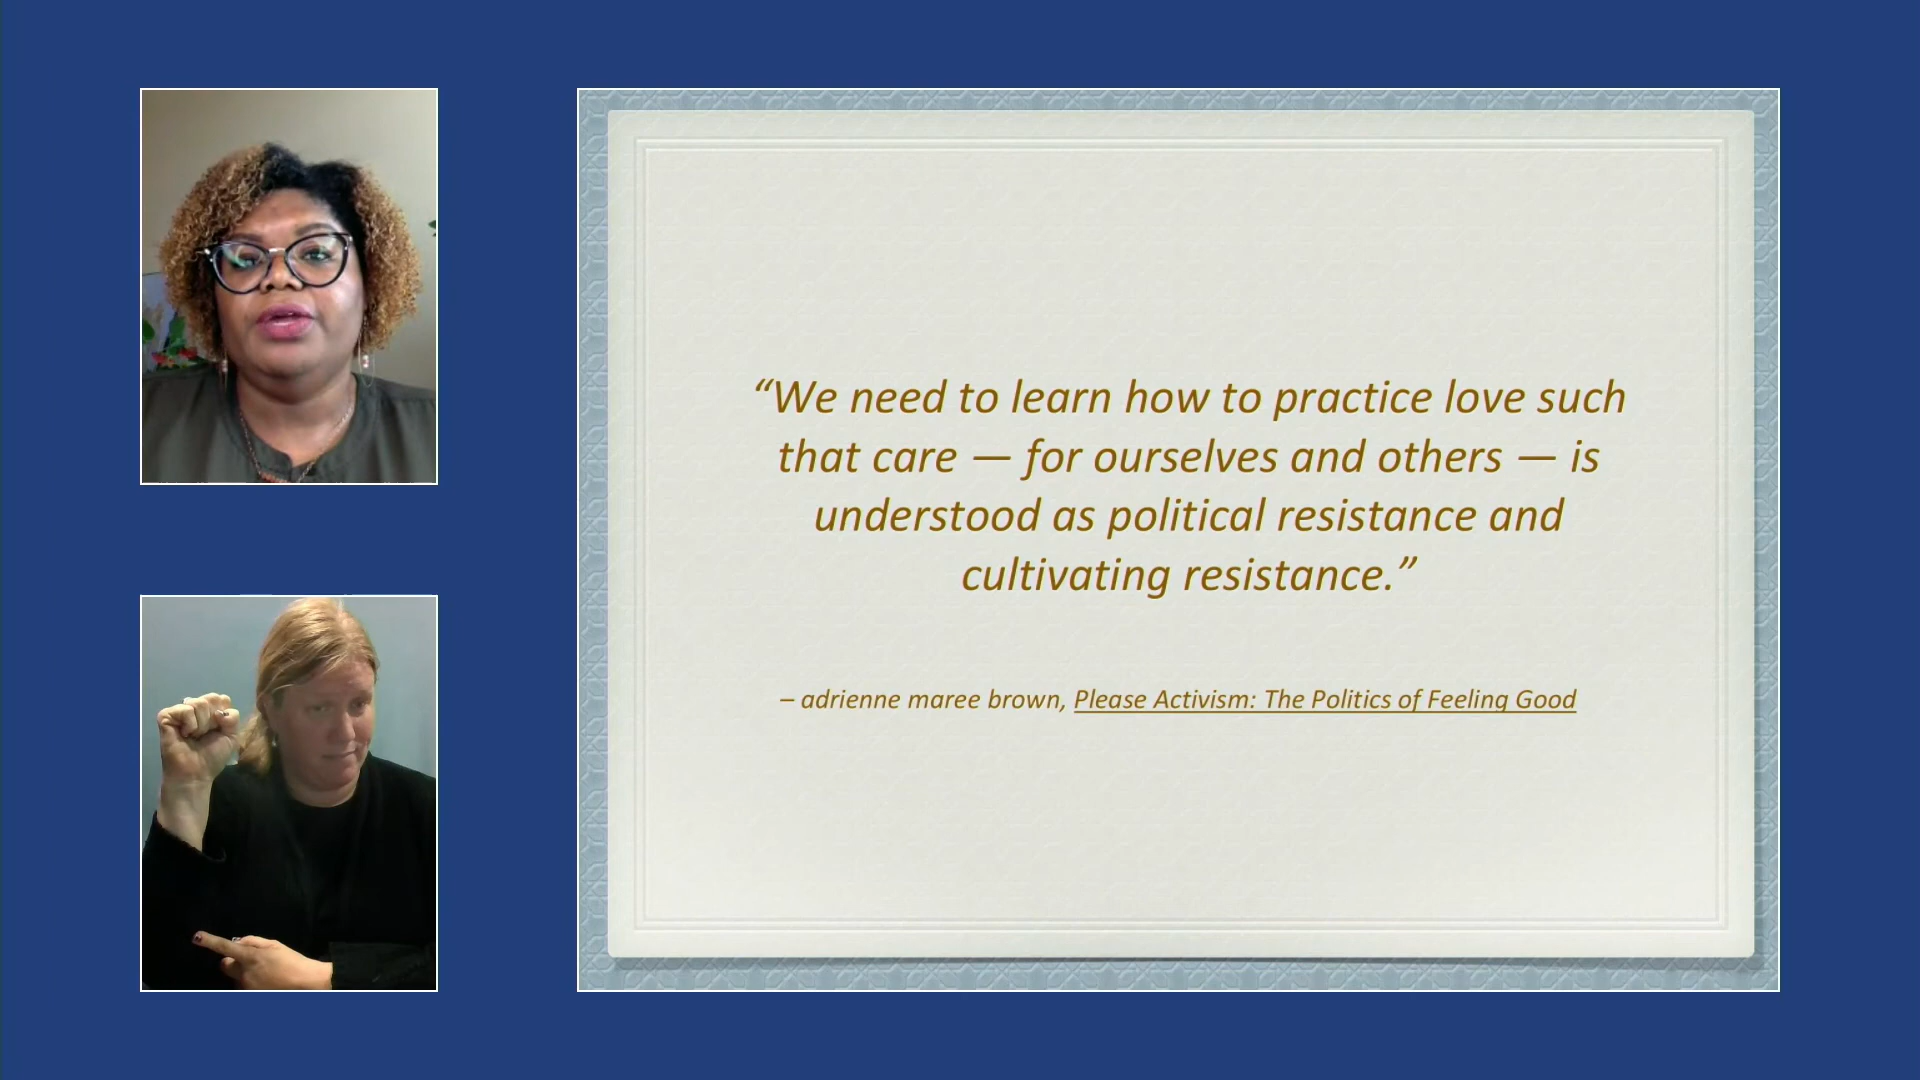 “We need to learn how to practice love such
that care — for ourselves and others — is
understood as political resistance and
cultivating resistance.”
– adrienne maree brown, Please Activism: The Politics of Feeling Good